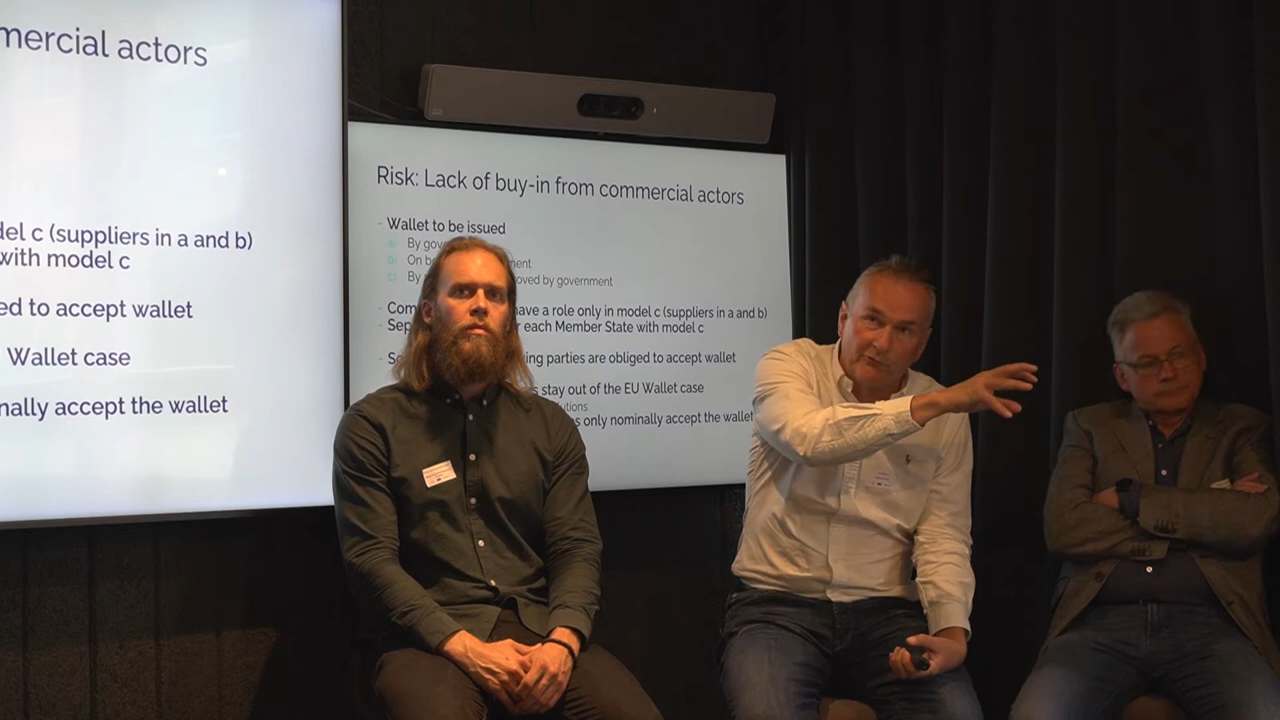 mercial actors
del c (suppliers in a and b)
with model c
ed to accept wallet
Wallet case
nally accept the wallet
Risk: Lack of buy-in from commercial actors
- Wallet to be issued
a) By gove
b) On b ment
c) By oved by government
- Com have a role only in model c (suppliers in a and b)
- Sep r each Member State with model c
- So ing parties are obliged to accept wallet
s stay out of the EU Wallet case
utions
s only nominally accept the wallet